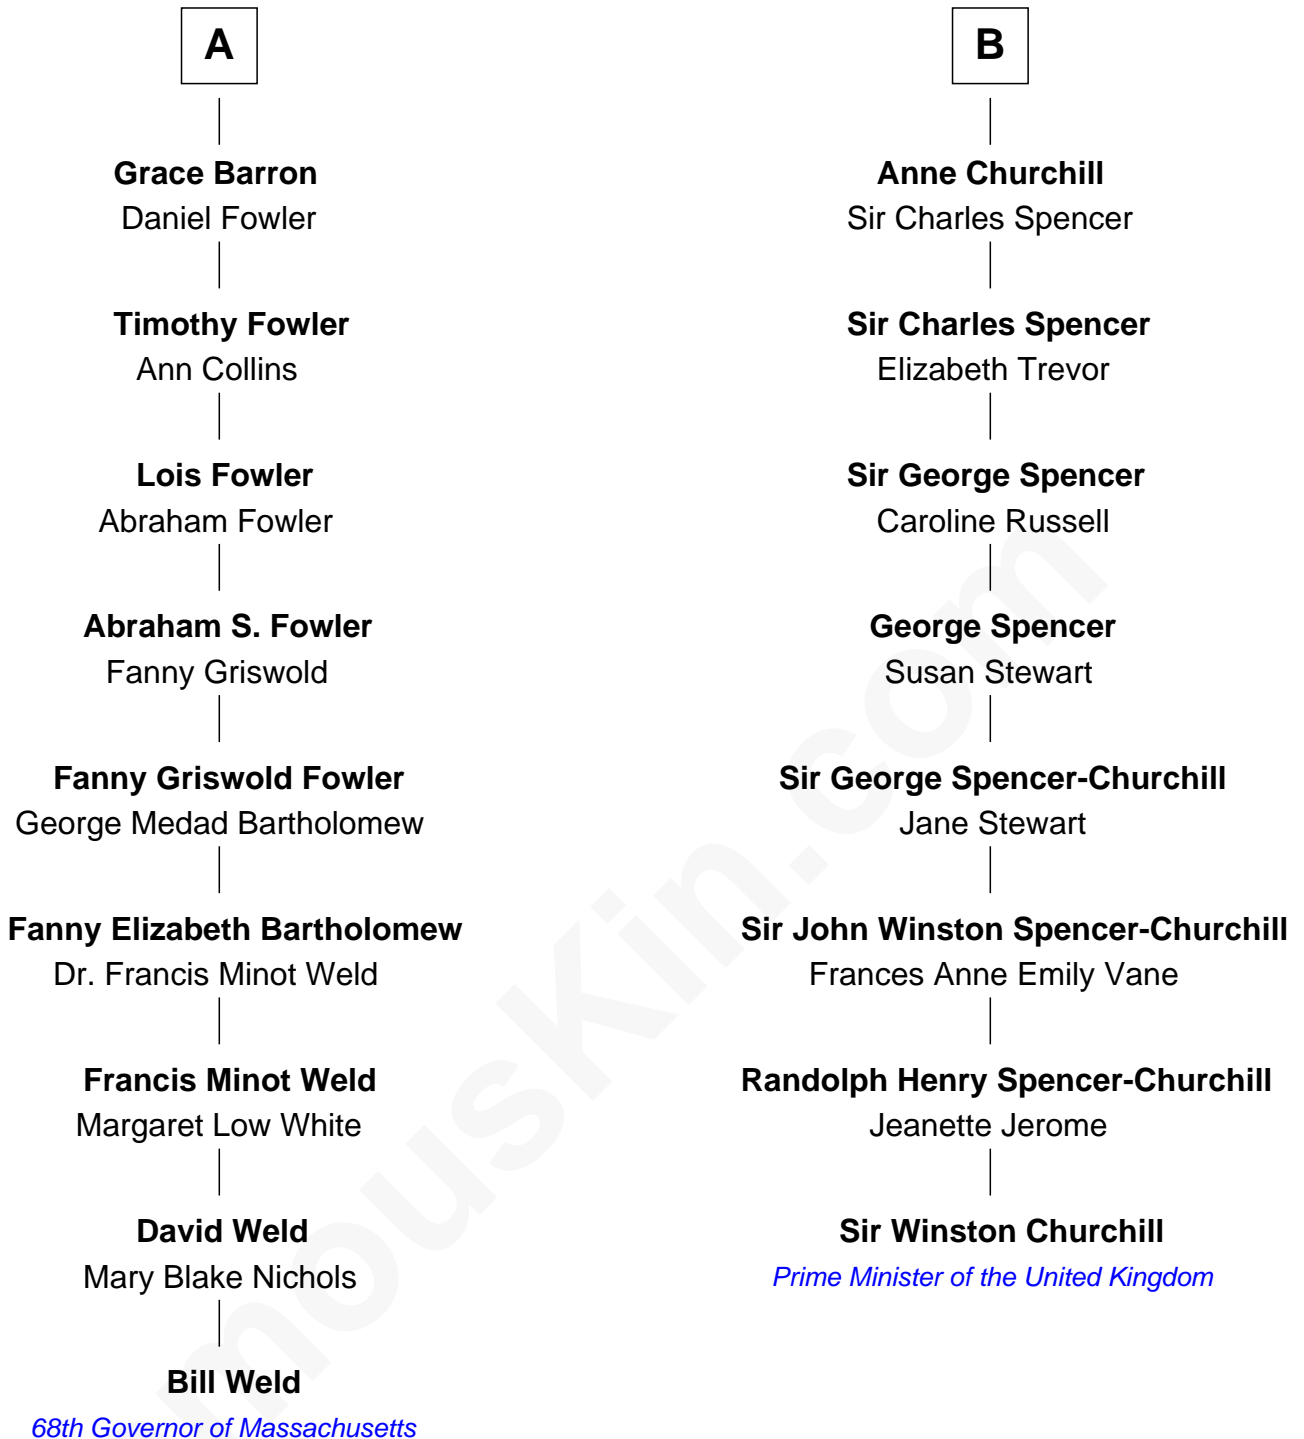 A
Grace Barron
Daniel Fowler
Timothy Fowler
Ann Collins
Lois Fowler
Abraham Fowler
Abraham S. Fowler
Fanny Griswold
Fanny Griswold Fowler
George Medad Bartholomew
Fanny Elizabeth Bartholomew
Dr. Francis Minot Weld
Francis Minot Weld
Margaret Low White
David Weld
Mary Blake Nichols
Bill Weld
68th Governor of Massachusetts
B
Anne Churchill
Sir Charles Spencer
Sir Charles Spencer
Elizabeth Trevor
Sir George Spencer
Caroline Russell
George Spencer
Susan Stewart
Sir George Spencer-Churchill
Jane Stewart
Sir John Winston Spencer-Churchill
Frances Anne Emily Vane
Randolph Henry Spencer-Churchill
Jeanette Jerome
Sir Winston Churchill
Prime Minister of the United Kingdom
mousKin.com